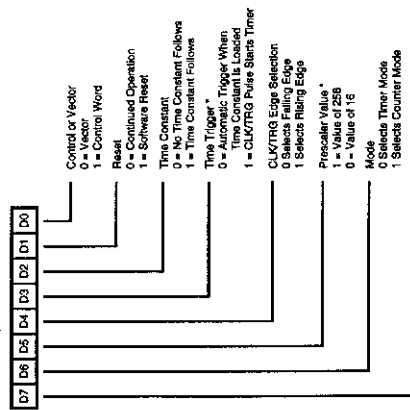 D7 D6 D5 D4 D3 D2 D1 D0
Control or Vector
0 = Vector
1 = Control Word
Reset
0 = Continued Operation
1 = Software Reset
Time Constant
0 = No Time Constant Follows
1 = Time Constant Follows
Time Trigger*
0 = Automatic Trigger When
Time Constant Is Loaded
1 = CLK/TRG Pulse Starts Timer
CLK/TRG Edge Selection
0 Selects Falling Edge
1 Selects Rising Edge
Prescaler Value*
1 = Value of 256
0 = Value of 16
Mode
0 Selects Timer Mode
1 Selects Counter Mode